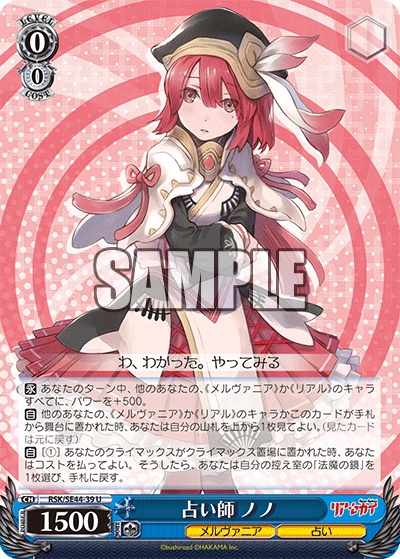 LEVEL
0
0
COST
SAMPLE
わ、わかった。やってみる
永 あなたのターン中、他のあなたの、《メルヴァニア》か《リアル》のキャラ
すべてに、パワーを+500。
自 他のあなたの、《メルヴァニア》か《リアル》のキャラかこのカードが手札
から舞台に置かれた時、あなたは自分の山札を上から1枚見てよい。(見たカード
は元に戻す)
自 [①] あなたのクライマックスがクライマックス置場に置かれた時、あなた
はコストを払ってよい。そうしたら、あなたは自分の控え室の「法魔の鏡」を
1枚選び、手札に戻す。
CH RSK/SE44-39 U
POWER
1500
占い師 ノノ
リアセカイ
メルヴァニア 占い
©bushiroad ©HAKAMA Inc.